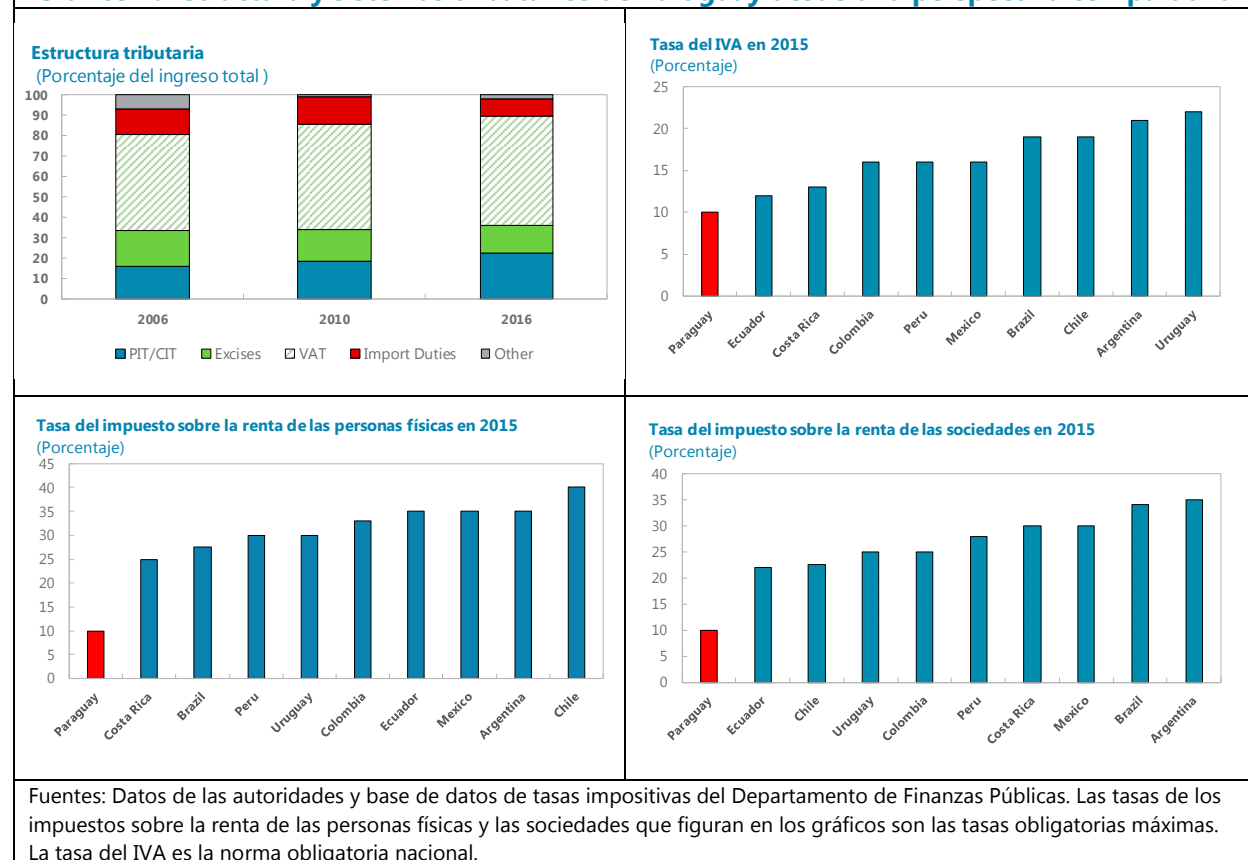 Estructura tributaria
(Porcentaje del ingreso total )
100
90
80
70
60
50
40
30
20
10
0
2006
2010
2016
PIT/CIT
Excises
VAT
Import Duties
Other
Tasa del IVA en 2015
(Porcentaje)
25
20
15
10
5
0
Paraguay
Ecuador
Costa Rica
Colombia
Peru
Mexico
Brazil
Chile
Argentina
Uruguay
Tasa del impuesto sobre la renta de las personas físicas en 2015
(Porcentaje)
45
40
35
30
25
20
15
10
5
0
Paraguay
Costa Rica
Brazil
Peru
Uruguay
Colombia
Ecuador
Mexico
Argentina
Chile
Tasa del impuesto sobre la renta de las sociedades en 2015
(Porcentaje)
40
35
30
25
20
15
10
5
0
Paraguay
Ecuador
Chile
Uruguay
Colombia
Peru
Costa Rica
Mexico
Brazil
Argentina
Fuentes: Datos de las autoridades y base de datos de tasas impositivas del Departamento de Finanzas Públicas. Las tasas de los
impuestos sobre la renta de las personas físicas y las sociedades que figuran en los gráficos son las tasas obligatorias máximas.
La tasa del IVA es la norma obligatoria nacional.